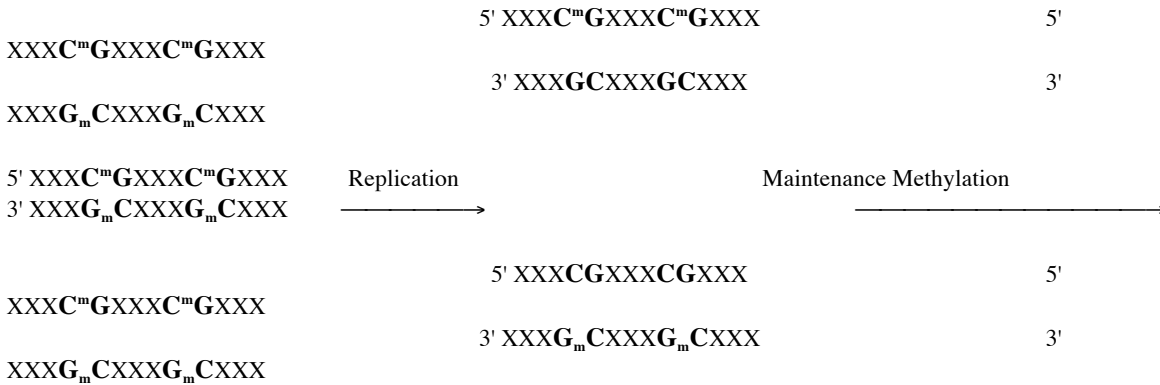 5' XXXCᵐGXXXCᵐGXXX 5'
XXXCᵐGXXXCᵐGXXX
3' XXXGCXXXGCXXX 3'
XXXGₘCXXXGₘCXXX
5' XXXCᵐGXXXCᵐGXXX Replication Maintenance Methylation
3' XXXGₘCXXXGₘCXXX
5' XXXCGXXXCGXXX 5'
XXXCᵐGXXXCᵐGXXX
3' XXXGₘCXXXGₘCXXX 3'
XXXGₘCXXXGₘCXXX